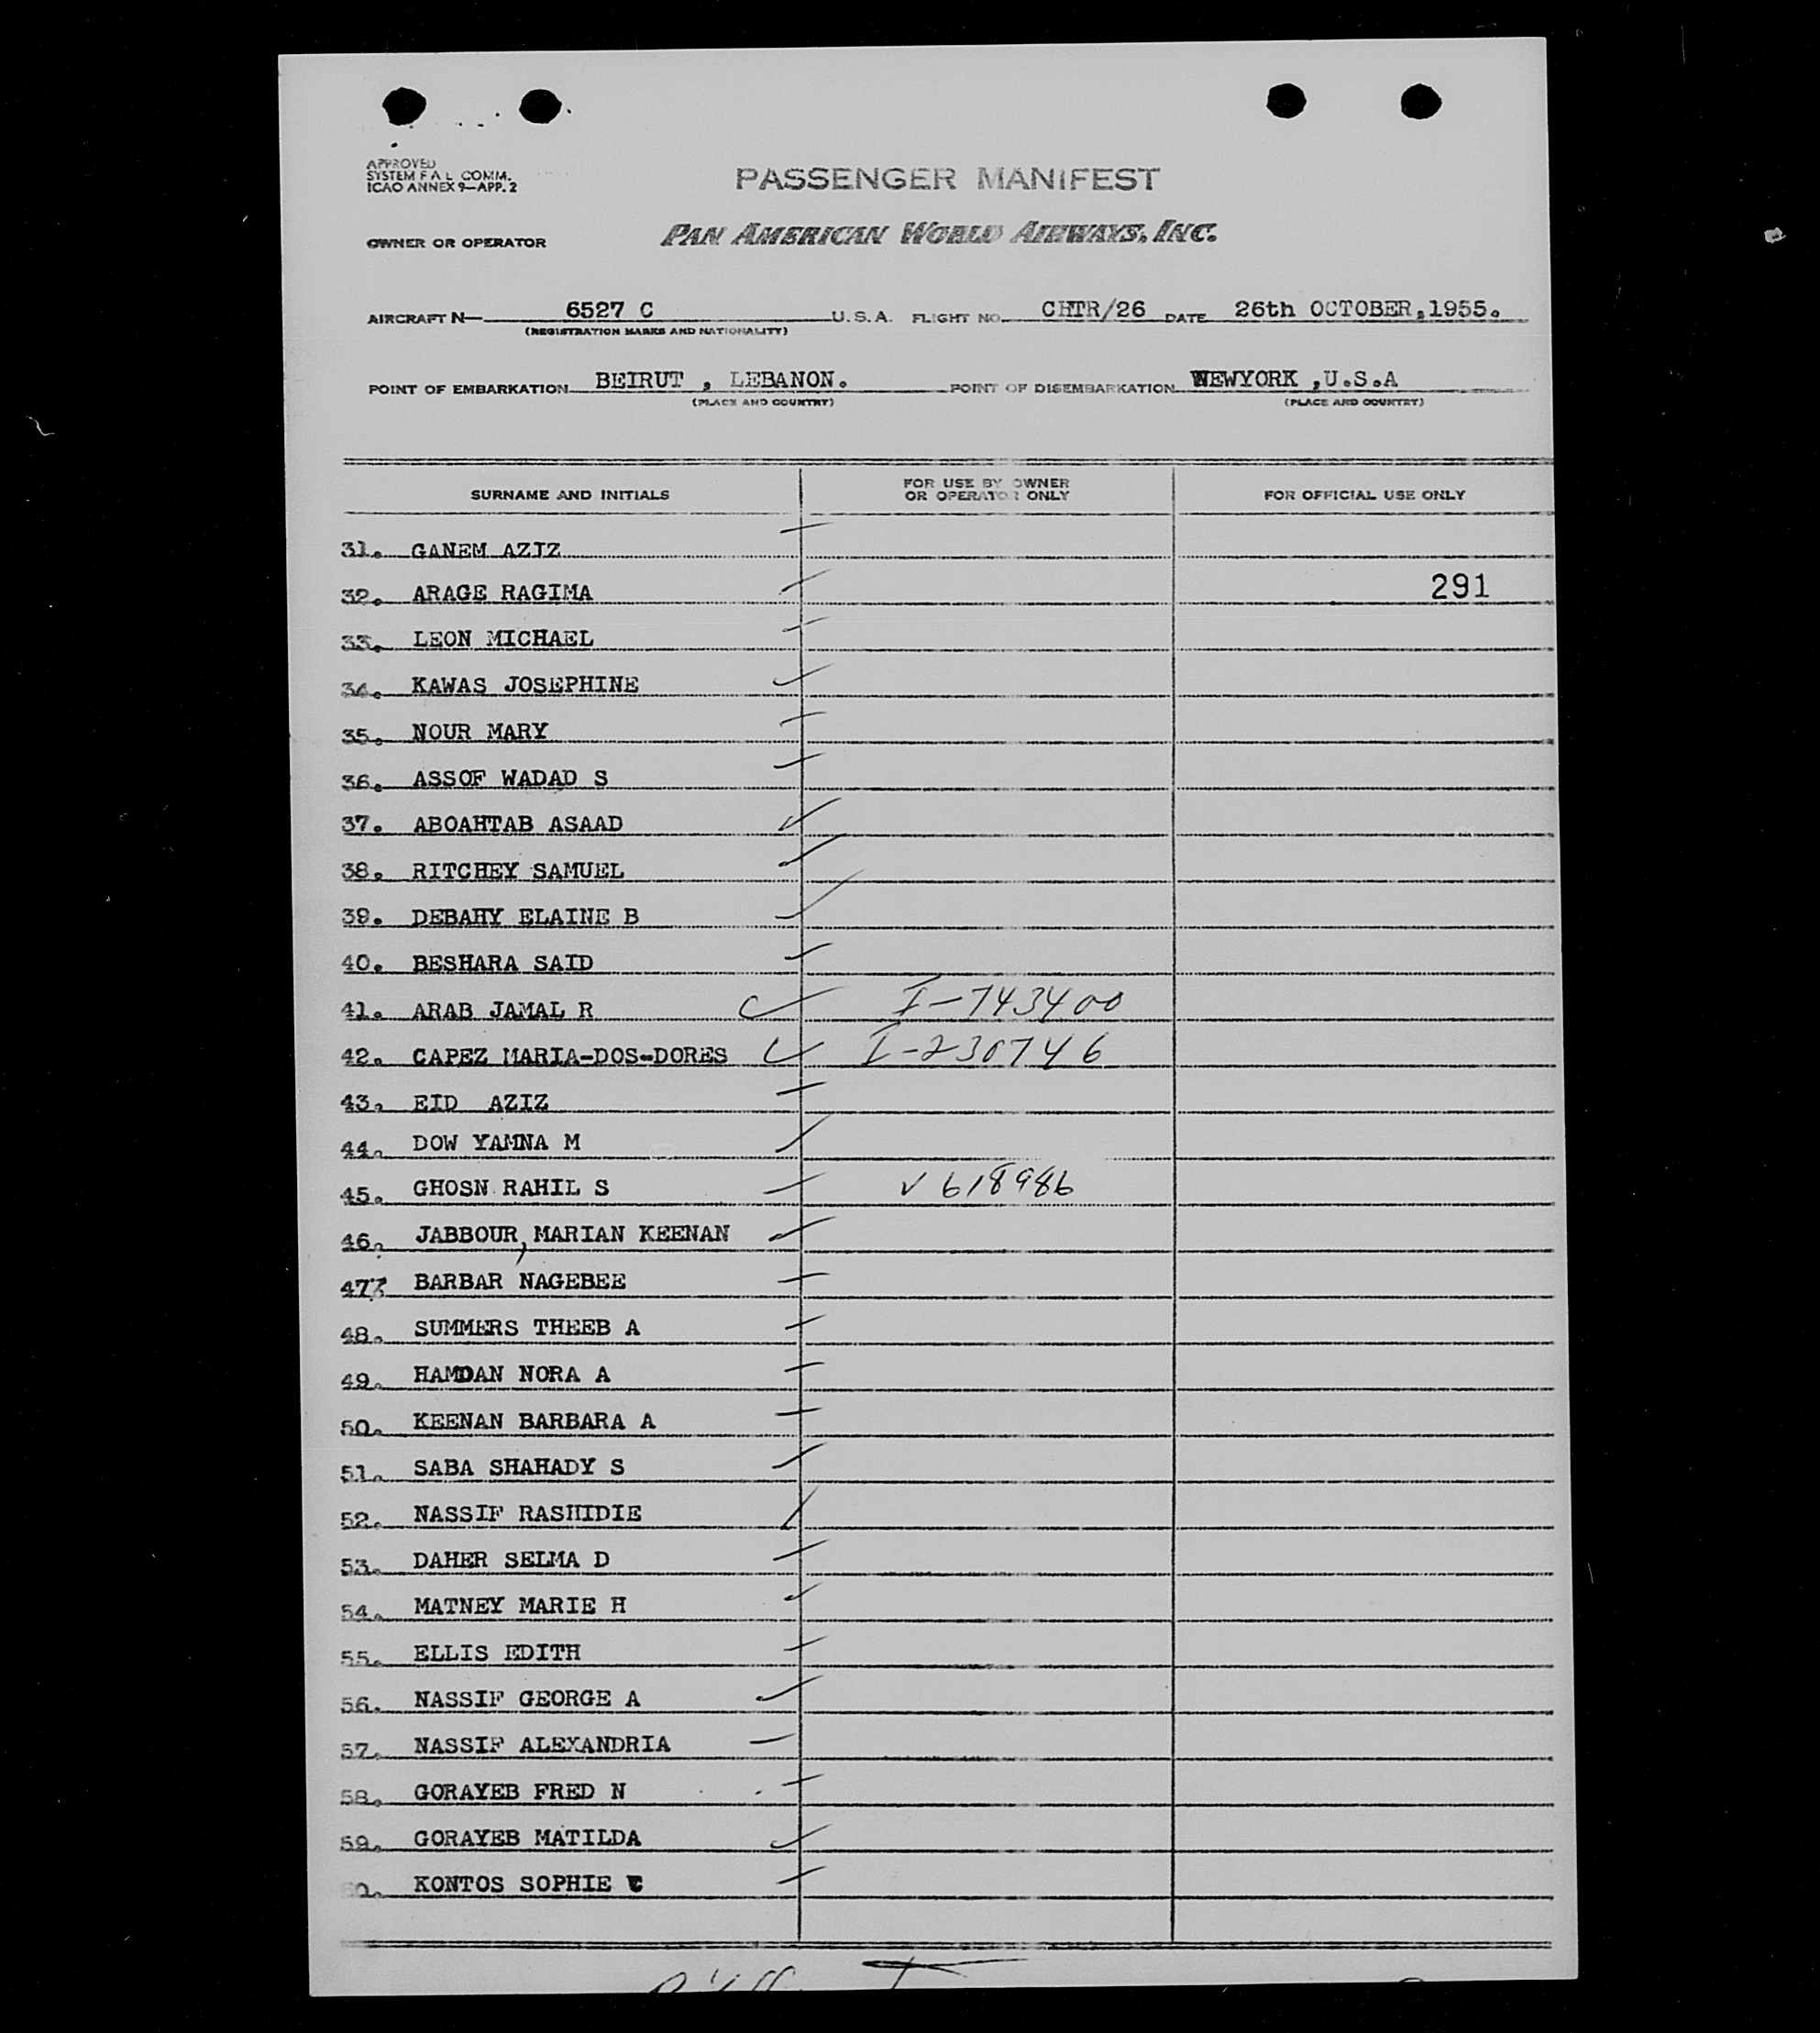 APPROVED
SYSTEM F A L COMM.
ICAO ANNEX 9—APP. 2
PASSENGER MANIFEST
OWNER OR OPERATOR PAN AMERICAN WORLD AIRWAYS, INC.
AIRCRAFT N— 6527 C U.S.A. FLIGHT NO. CHTR/26 DATE 26th OCTOBER,1955.
(REGISTRATION MARKS AND NATIONALITY)
POINT OF EMBARKATION BEIRUT , LEBANON. POINT OF DISEMBARKATION NEWYORK ,U.S.A
(PLACE AND COUNTRY) (PLACE AND COUNTRY)
SURNAME AND INITIALS FOR USE BY OWNER OR OPERATOR ONLY FOR OFFICIAL USE ONLY
31. GANEM AZIZ
32. ARAGE RAGIMA 291
33. LEON MICHAEL
34. KAWAS JOSEPHINE
35. NOUR MARY
36. ASSOF WADAD S
37. ABOAHTAB ASAAD
38. RITCHEY SAMUEL
39. DEBAHY ELAINE B
40. BESHARA SAID
41. ARAB JAMAL R I-743400
42. CAPEZ MARIA-DOS-DORES I-230746
43. EID AZIZ
44. DOW YAMNA M
45. GHOSN RAHIL S V 618986
46. JABBOUR, MARIAN KEENAN
47. BARBAR NAGEBEE
48. SUMMERS THEEB A
49. HAMDAN NORA A
50. KEENAN BARBARA A
51. SABA SHAHADY S
52. NASSIF RASHIDIE
53. DAHER SELMA D
54. MATNEY MARIE H
55. ELLIS EDITH
56. NASSIF GEORGE A
57. NASSIF ALEXANDRIA
58. GORAYEB FRED N
59. GORAYEB MATILDA
60. KONTOS SOPHIE C